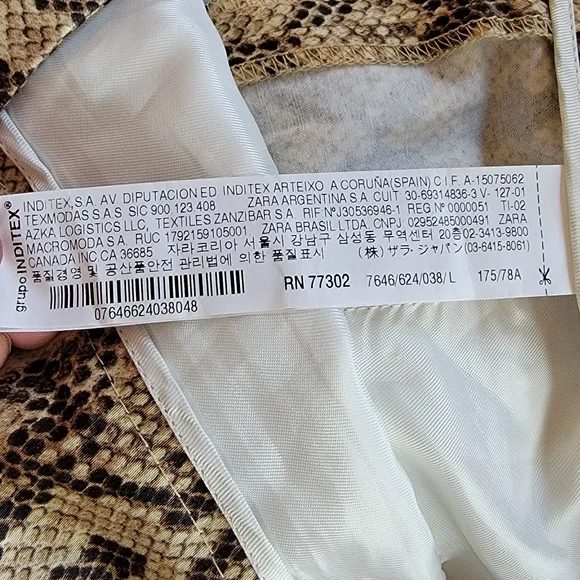 grupo INDITEX®
INDITEX,S.A. AV. DIPUTACION ED INDITEX ARTEIXO A CORUÑA(SPAIN) C.I.F. A-15075062
TEXMODAS S.A.S SIC 900 123 408 ZARA ARGENTINA S.A. CUIT 30-69314836-3 V- 127-01
AZKA LOGISTICS LLC, TEXTILES ZANZIBAR S.A. RIF NºJ30536946-1 REG Nº 0000051 TI-02
MACROMODA S.A. RUC 1792159105001 ZARA BRASIL LTDA. CNPJ 02952485000491 ZARA
CANADA INC.CA 36685 자라코리아 서울시 강남구 삼성동 무역센터 20층02-3413-9800
품질경영 및 공산품안전 관리법에 의한 품질표시 (株) ザラ・ジャパン(03-6415-8061)
07646624038048
RN 77302 7646/624/038/L 175/78A